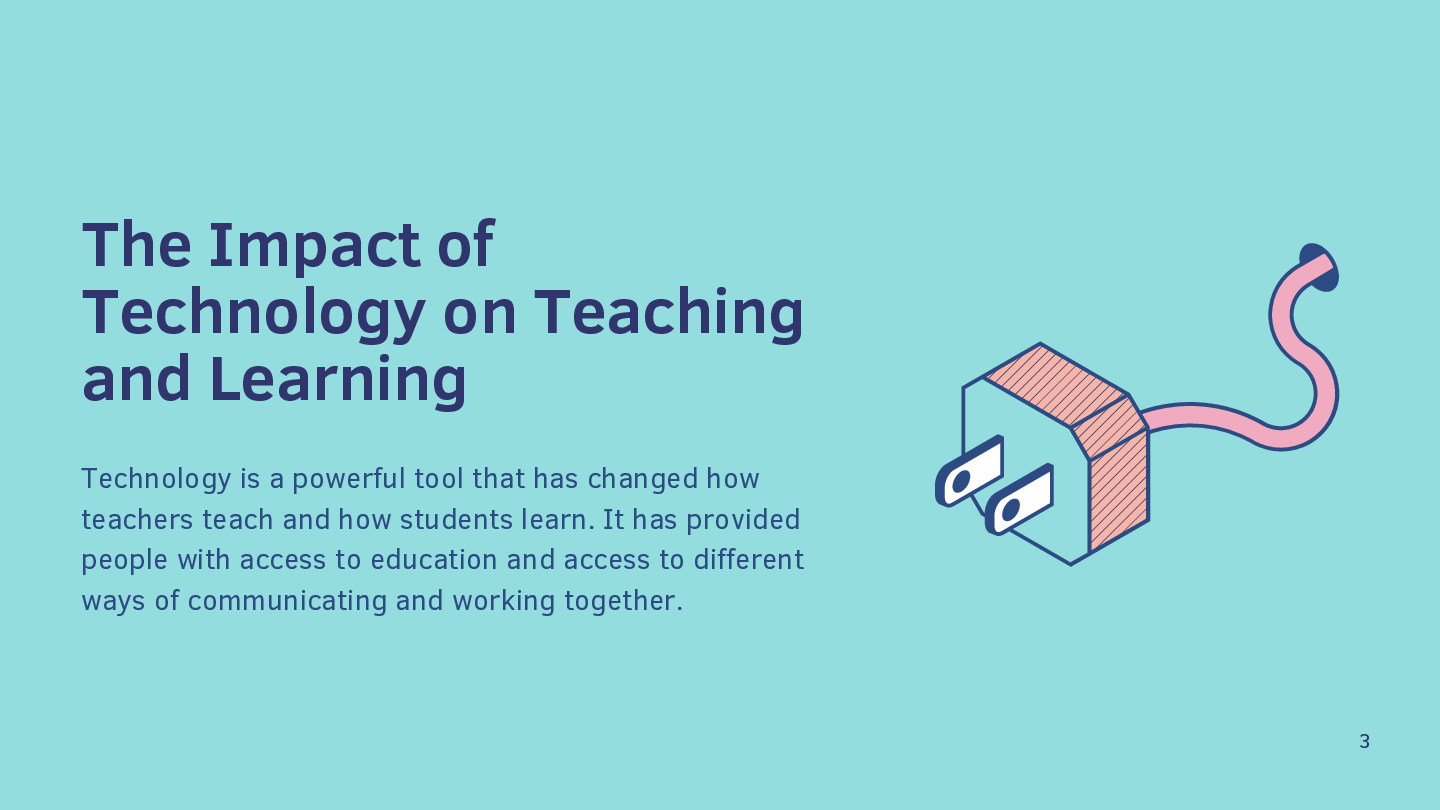 The Impact of
Technology on Teaching
and Learning
Technology is a powerful tool that has changed how
teachers teach and how students learn. It has provided
people with access to education and access to different
ways of communicating and working together.
3